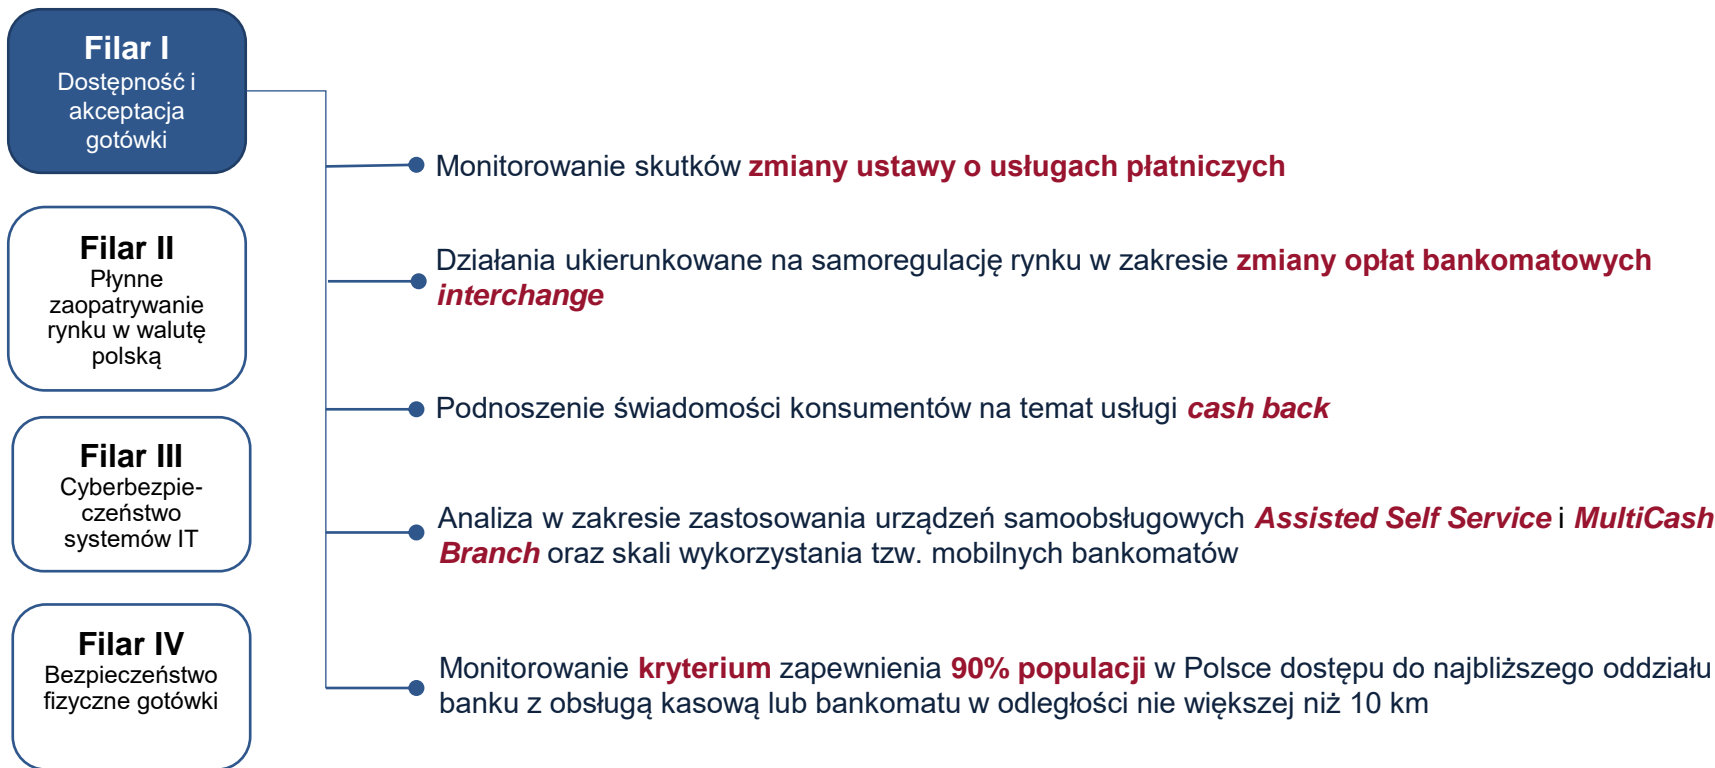 Filar I
Dostępność i
akceptacja
gotówki
Filar II
Płynne
zaopatrywanie
rynku w walutę
polską
Filar III
Cyberbezpie-
czeństwo
systemów IT
Filar IV
Bezpieczeństwo
fizyczne gotówki
Monitorowanie skutków zmiany ustawy o usługach płatniczych
Działania ukierunkowane na samoregulację rynku w zakresie zmiany opłat bankomatowych
interchange
Podnoszenie świadomości konsumentów na temat usługi cash back
Analiza w zakresie zastosowania urządzeń samoobsługowych Assisted Self Service i MultiCash
Branch oraz skali wykorzystania tzw. mobilnych bankomatów
Monitorowanie kryterium zapewnienia 90% populacji w Polsce dostępu do najbliższego oddziału
banku z obsługą kasową lub bankomatu w odległości nie większej niż 10 km